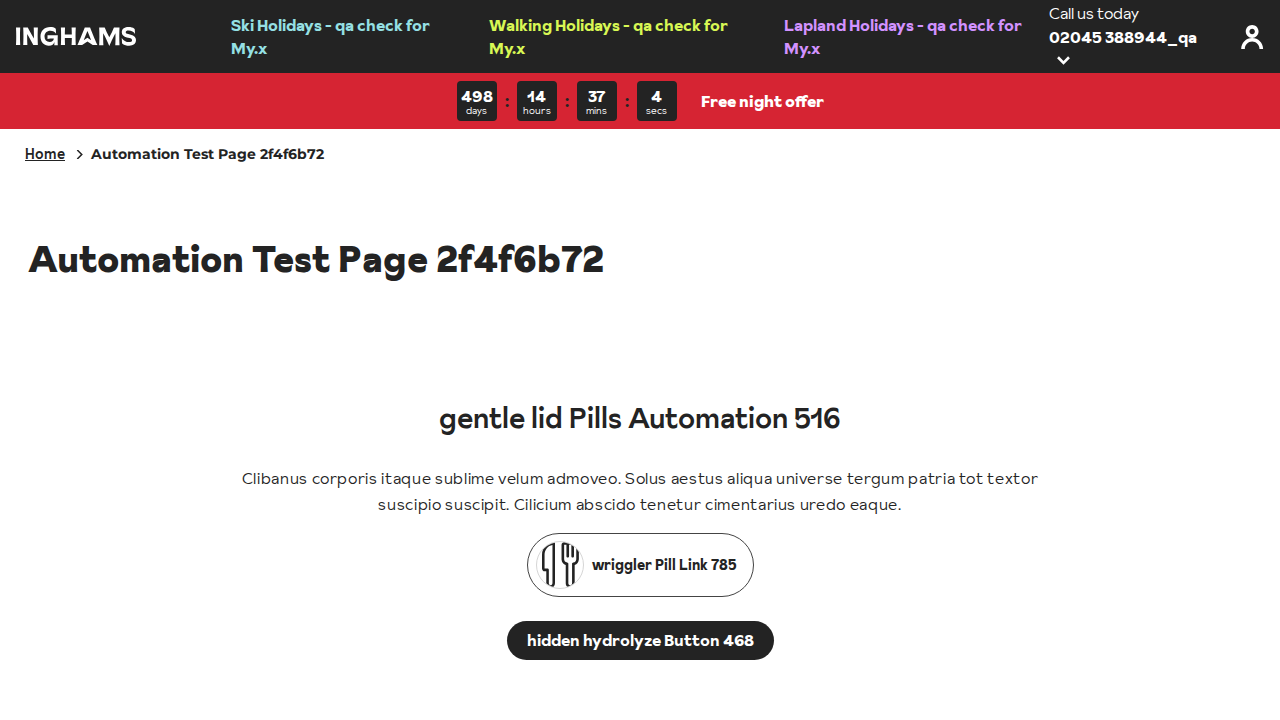 INGHAMS
Ski Holidays - qa check for
My.x
Walking Holidays - qa check for
My.x
Lapland Holidays - qa check for
My.x
Call us today
02045 388944_qa
498 : 14 : 37 : 4
days hours mins secs
Free night offer
Home > Automation Test Page 2f4f6b72
Automation Test Page 2f4f6b72
gentle lid Pills Automation 516
Clibanus corporis itaque sublime velum admoveo. Solus aestus aliqua universe tergum patria tot textor
suscipio suscipit. Cilicium abscido tenetur cimentarius uredo eaque.
wriggler Pill Link 785
hidden hydrolyze Button 468